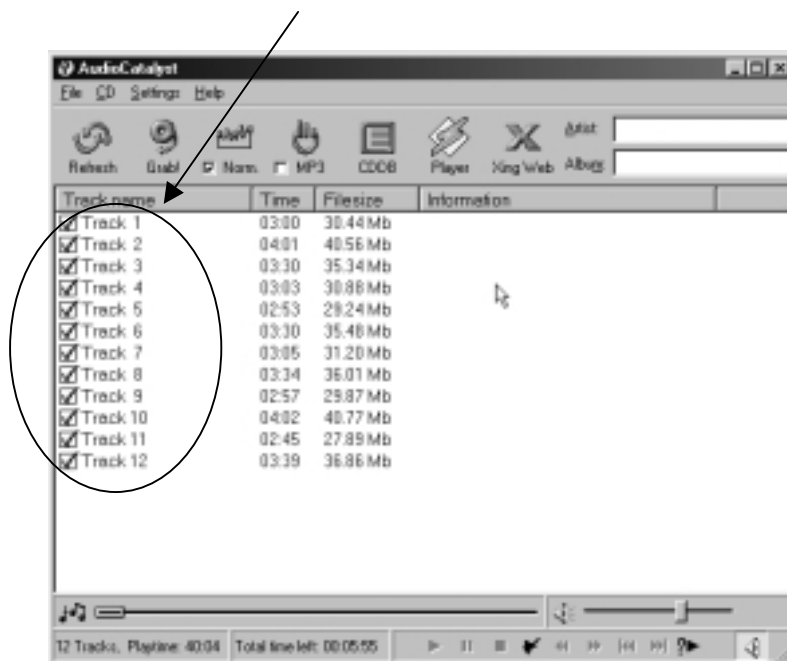 AudioCatalyst
File CD Settings Help
Refresh Grab! Norm. MP3 CDDB Player Xing Web Artist
Album
Track name Time Filesize Information
Track 1 03:00 30.44 Mb
Track 2 04:01 40.56 Mb
Track 3 03:30 35.34 Mb
Track 4 03:03 30.88 Mb
Track 5 02:53 29.24 Mb
Track 6 03:30 35.48 Mb
Track 7 03:05 31.20 Mb
Track 8 03:34 36.01 Mb
Track 9 02:57 29.87 Mb
Track 10 04:02 40.77 Mb
Track 11 02:45 27.89 Mb
Track 12 03:39 36.86 Mb
12 Tracks, Playtime: 40:04 Total time left: 00:05:55